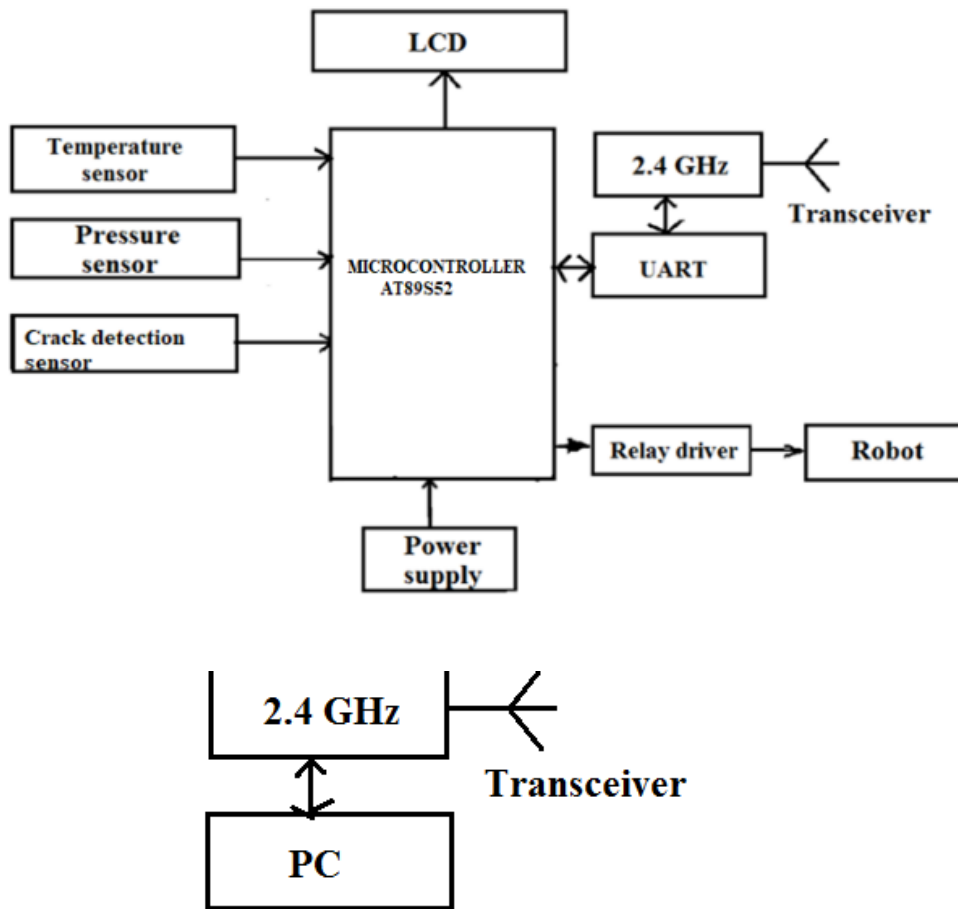 LCD
Temperature
sensor
Pressure
sensor
Crack detection
sensor
MICROCONTROLLER
AT89S52
2.4 GHz
Transceiver
UART
Relay driver
Robot
Power
supply
2.4 GHz
Transceiver
PC